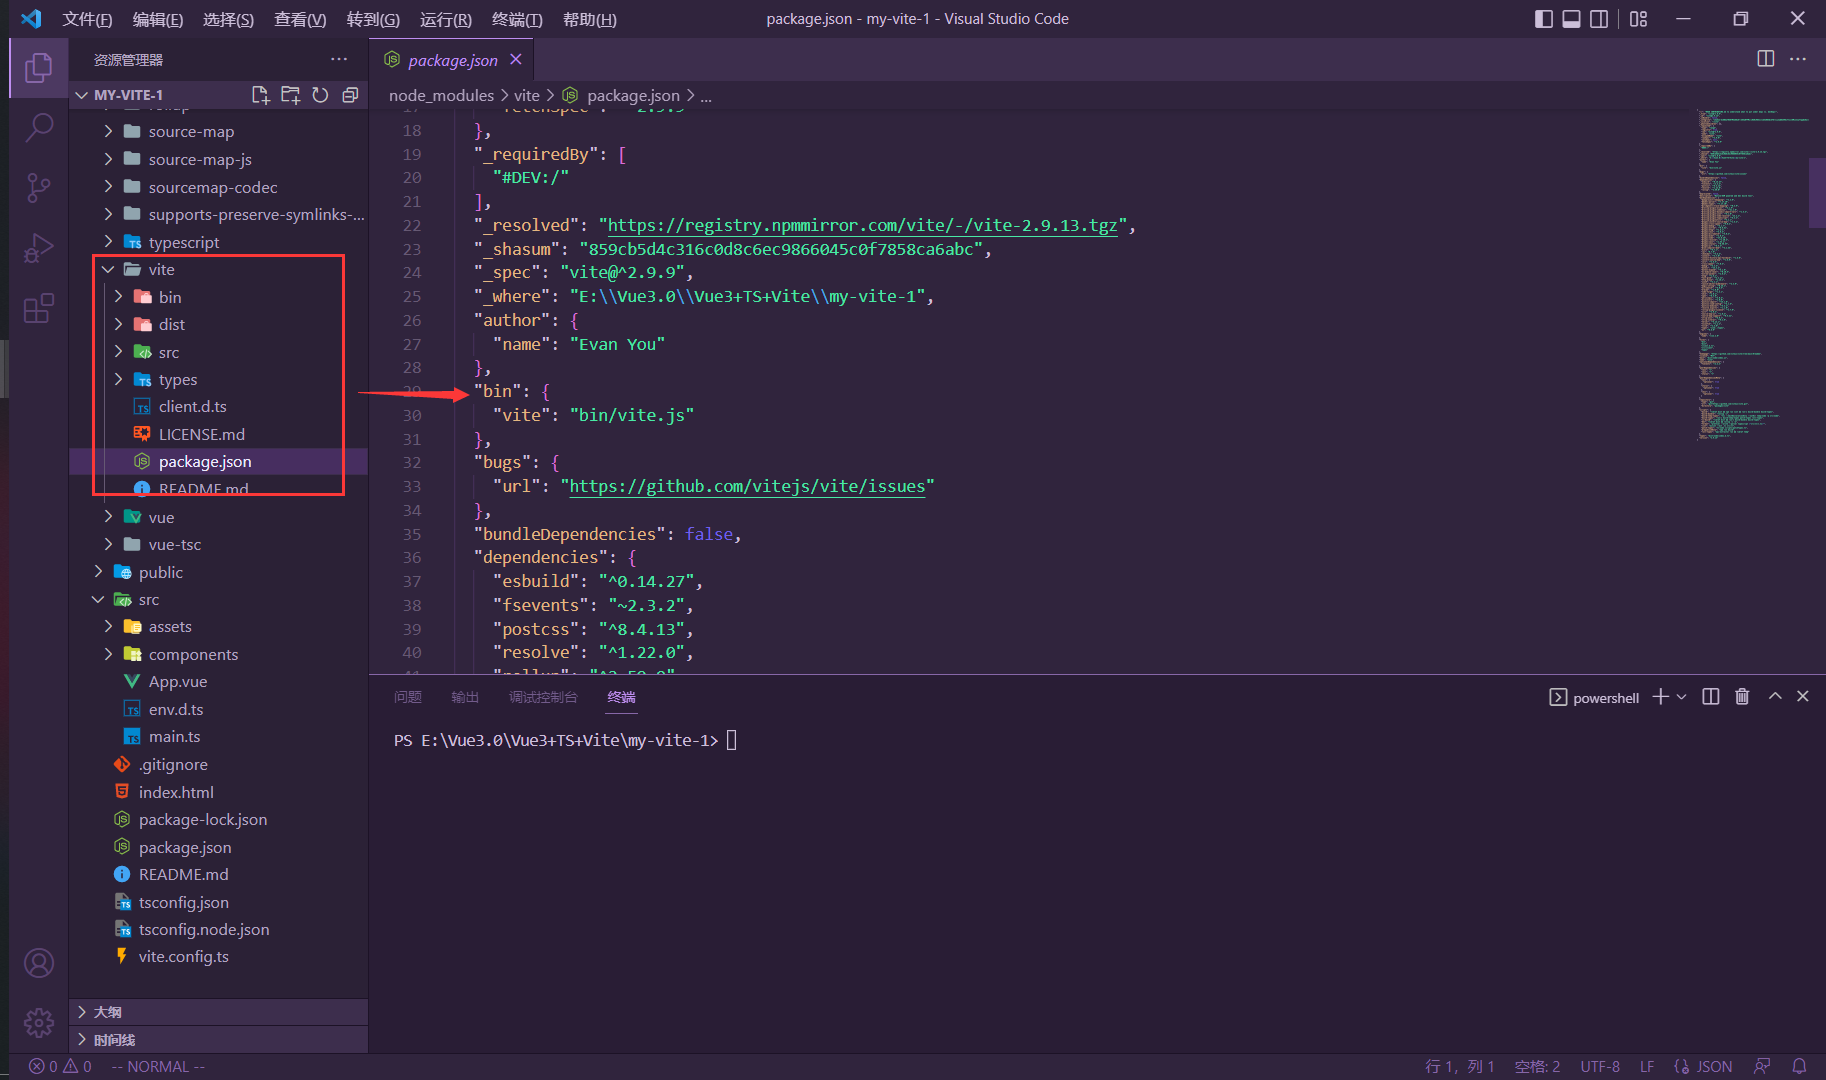 文件(F) 编辑(E) 选择(S) 查看(V) 转到(G) 运行(R) 终端(T) 帮助(H)
package.json - my-vite-1 - Visual Studio Code
资源管理器
MY-VITE-1
source-map
source-map-js
sourcemap-codec
supports-preserve-symlinks-...
typescript
vite
bin
dist
src
types
client.d.ts
LICENSE.md
package.json
README.md
vue
vue-tsc
public
src
assets
components
App.vue
env.d.ts
main.ts
.gitignore
index.html
package-lock.json
package.json
README.md
tsconfig.json
tsconfig.node.json
vite.config.ts
大纲
时间线
package.json
node_modules > vite > package.json > ...
18 },
19 "_requiredBy": [
20 "#DEV:/"
21 ],
22 "_resolved": "https://registry.npmmirror.com/vite/-/vite-2.9.13.tgz",
23 "_shasum": "859cb5d4c316c0d8c6ec9866045c0f7858ca6abc",
24 "_spec": "vite@^2.9.9",
25 "_where": "E:\\Vue3.0\\Vue3+TS+Vite\\my-vite-1",
26 "author": {
27 "name": "Evan You"
28 },
29 "bin": {
30 "vite": "bin/vite.js"
31 },
32 "bugs": {
33 "url": "https://github.com/vitejs/vite/issues"
34 },
35 "bundleDependencies": false,
36 "dependencies": {
37 "esbuild": "^0.14.27",
38 "fsevents": "~2.3.2",
39 "postcss": "^8.4.13",
40 "resolve": "^1.22.0",
问题 输出 调试控制台 终端
powershell
PS E:\Vue3.0\Vue3+TS+Vite\my-vite-1>
0 0 -- NORMAL --
行 1，列 1 空格: 2 UTF-8 LF JSON